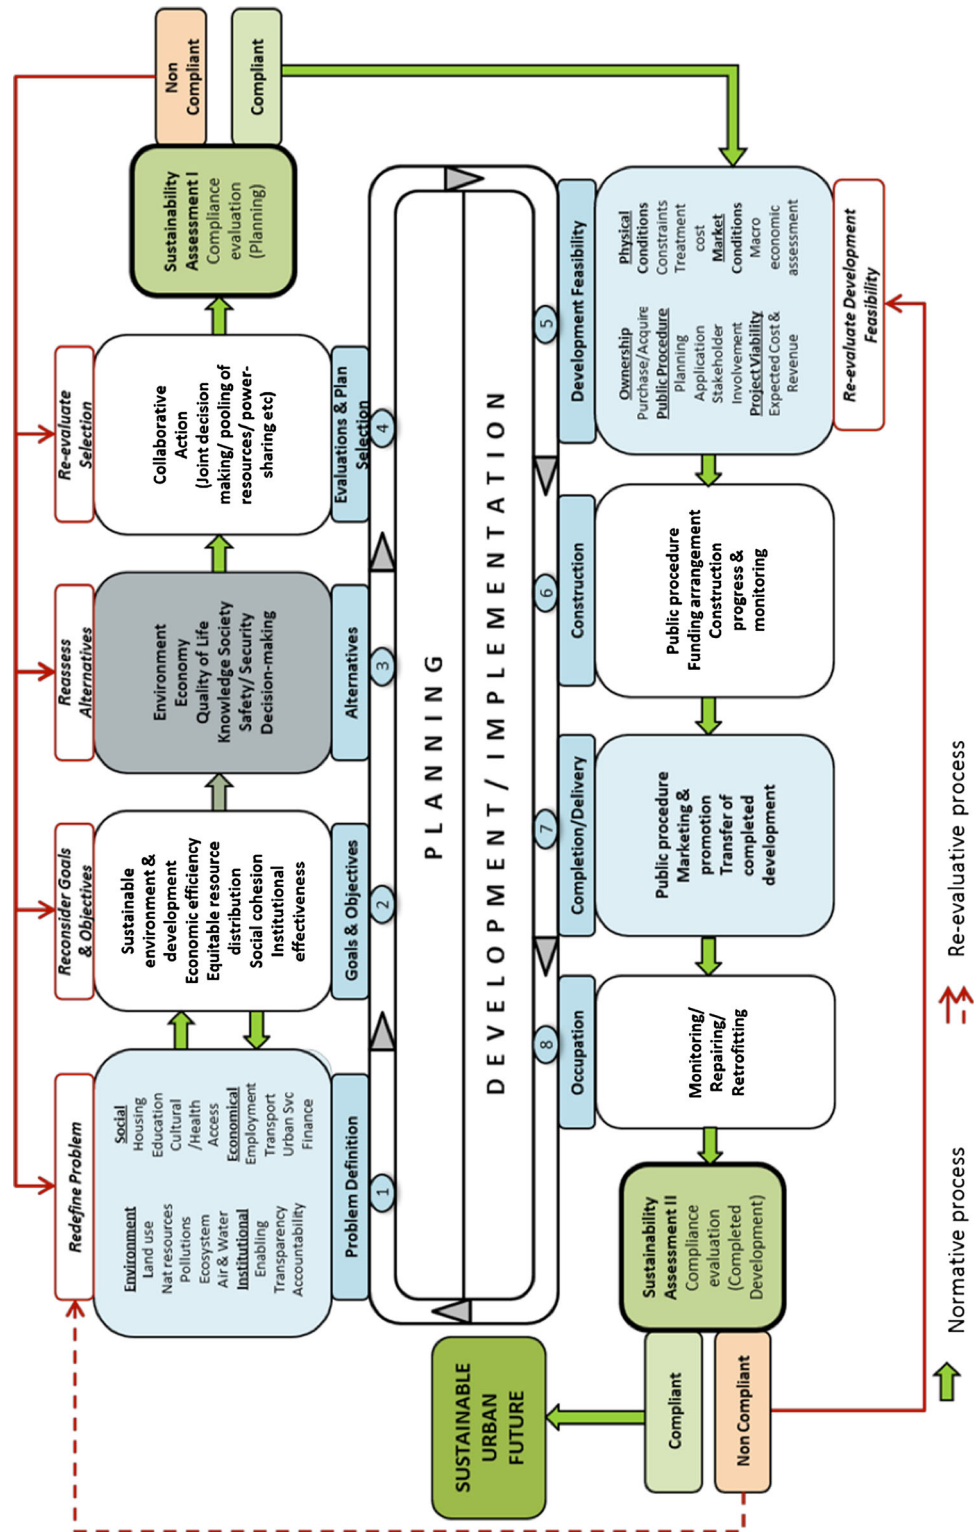 Redefine Problem
Reconsider Goals
& Objectives
Reassess
Alternatives
Re-evaluate
Selection
Environment
Land use
Nat resources
Pollutions
Ecosystem
Air & Water
Institutional
Enabling
Transparency
Accountability
Social
Housing
Education
Cultural
/Health
Access
Economical
Employment
Transport
Urban Svc
Finance
Sustainable
environment &
development
Economic efficiency
Equitable resource
distribution
Social cohesion
Institutional
effectiveness
Environment
Economy
Quality of Life
Knowledge Society
Safety/ Security
Decision-making
Collaborative
Action
(Joint decision
making/ pooling of
resources/ power-
sharing etc)
Sustainability
Assessment I
Compliance
evaluation
(Planning)
Non
Compliant
Compliant
Problem Definition
Goals & Objectives
Alternatives
Evaluations & Plan
Selection
1
2
3
4
PLANNING
DEVELOPMENT/IMPLEMENTATION
SUSTAINABLE
URBAN
FUTURE
8
7
6
5
Occupation
Completion/Delivery
Construction
Development Feasibility
Compliant
Non Compliant
Sustainability
Assessment II
Compliance
evaluation
(Completed
Development)
Monitoring/
Repairing/
Retrofitting
Public procedure
Marketing &
promotion
Transfer of
completed
development
Public procedure
Funding arrangement
Construction
progress &
monitoring
Ownership
Purchase/Acquire
Public Procedure
Planning
Application
Stakeholder
Involvement
Project Viability
Expected Cost &
Revenue
Physical
Conditions
Constraints
Treatment
cost
Market
Conditions
Macro
economic
assessment
Re-evaluate Development
Feasibility
Normative process
Re-evaluative process